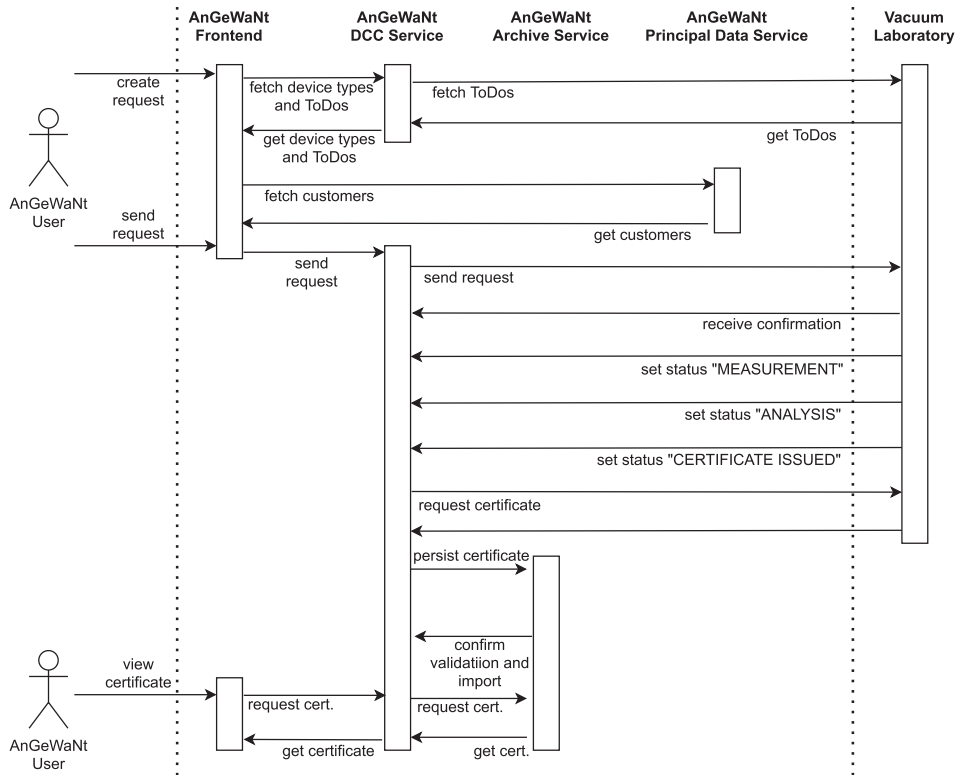 AnGeWaNt
Frontend
AnGeWaNt
DCC Service
AnGeWaNt
Archive Service
AnGeWaNt
Principal Data Service
Vacuum
Laboratory
create
request
fetch device types
and ToDos
fetch ToDos
get ToDos
get device types
and ToDos
AnGeWaNt
User
fetch customers
get customers
send
request
send
request
send request
receive confirmation
set status "MEASUREMENT"
set status "ANALYSIS"
set status "CERTIFICATE ISSUED"
request certificate
persist certificate
confirm
validatiion and
import
view
certificate
request cert.
request cert.
get certificate
get cert.
AnGeWaNt
User